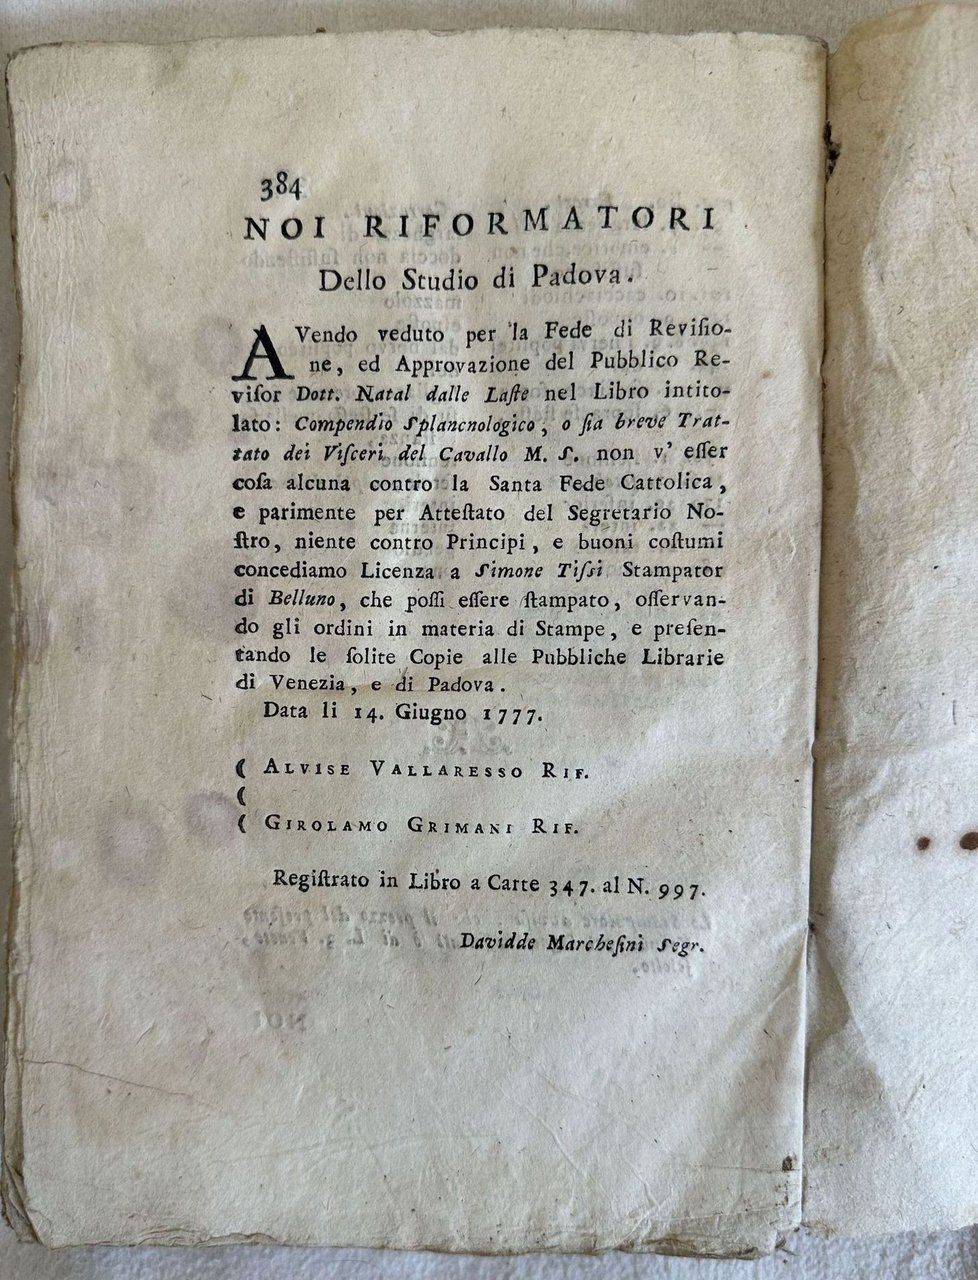 384
NOI RIFORMATORI
Dello Studio di Padova.
AVendo veduto per la Fede di Reviſio-
ne, ed Approvazione del Pubblico Re-
viſor Dott. Natal dalle Laſte nel Libro intito-
lato: Compendio Splancnologico, o ſia breve Trat-
tato dei Viſceri del Cavallo M. S. non v' eſſer
coſa alcuna contro la Santa Fede Cattolica,
e parimente per Atteſtato del Segretario No-
ſtro, niente contro Principi, e buoni coſtumi
concediamo Licenza a Simone Tiſsi Stampator
di Belluno, che poſſi eſſere ſtampato, oſſervan-
do gli ordini in materia di Stampe, e preſen-
tando le ſolite Copie alle Pubbliche Librarie
di Venezia, e di Padova.
Data li 14. Giugno 1777.
( ALVISE VALLARESSO RIF.
(
( GIROLAMO GRIMANI RIF.
Regiſtrato in Libro a Carte 347. al N. 997.
Davidde Marcheſini Segr.